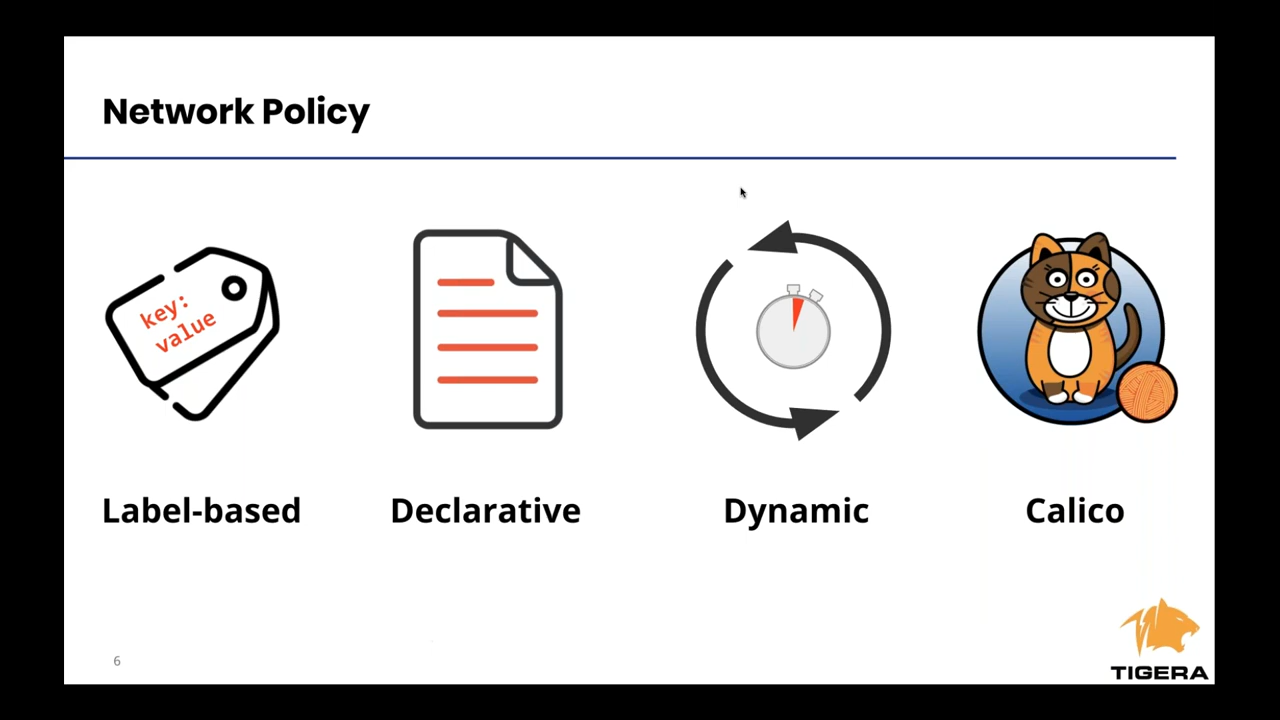 Network Policy
key:
value
Label-based
Declarative
Dynamic
Calico
6
TIGERA